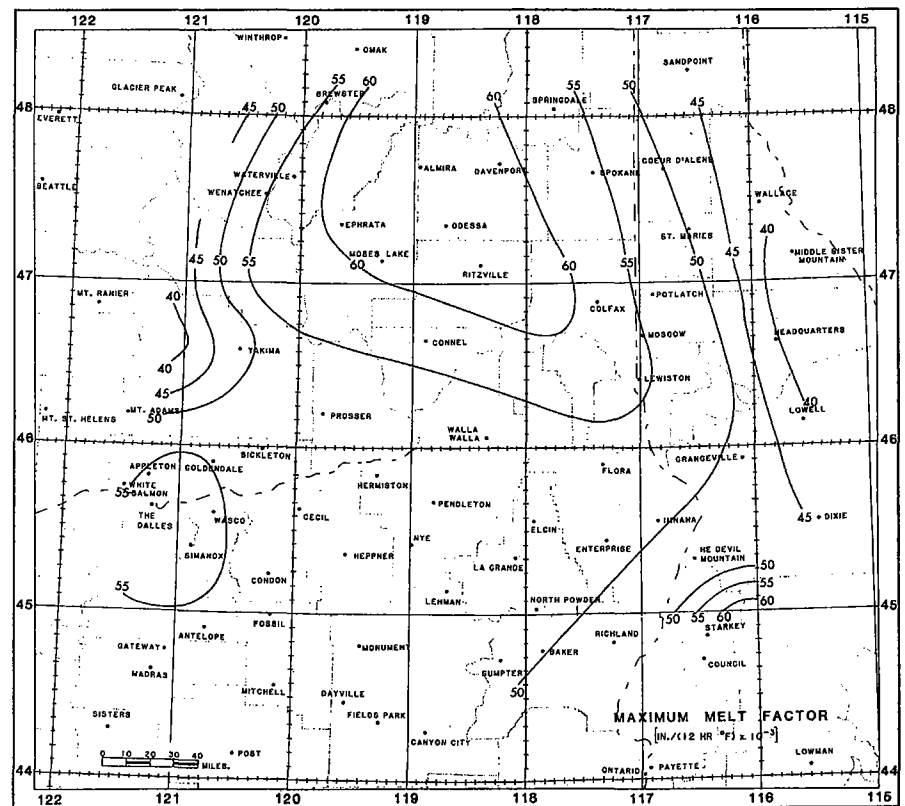 122 121 120 119 118 117 116 115
WINTHROP OMAK
SANDPOINT
55 60 55 50 45
GLACIER PEAK BREWSTER 60 SPRINGDALE
45 50
48 48
EVERETT
ALMIRA DAVENPORT SPOKANE COEUR D'ALENE
BEATTLE WATERVILLE
WENATCHEE WALLACE
EPHRATA ODESSA ST. MARIES 40
45 50 55 MOSES LAKE 60 60 55 50 45 MIDDLE SISTER
MOUNTAIN
RITZVILLE
47 47
MT. RANIER 40 COLFAX POTLATCH
YAKIMA CONNEL MOSCOW HEADQUARTERS
40
45 LEWISTON
MT. ST. HELENS MT. ADAMS 50 PROSSER 40
LOWELL
WALLA
WALLA
46 46
BICKLETON
APPLETON GOLDENDALE FLORA GRANGEVILLE
55 WHITE
SALMON HERMISTON
THE
DALLES WASCO CECIL PENDLETON ELGIN IMNAHA 45 DIXIE
SIMANOX HEPPNER NYE ENTERPRISE HE DEVIL
MOUNTAIN
LA GRANDE 50
55 CONDON LEHMAN 55
45 NORTH POWDER 50 55 60 60 45
FOSSIL
ANTELOPE RICHLAND STARKEY
GATEWAY MONUMENT BAKER COUNCIL
MADRAS MITCHELL DAYVILLE SUMPTER
50
SISTERS FIELDS PARK MAXIMUM MELT FACTOR
CANYON CITY [IN./(12 HR °F) x 10⁻³]
0 10 20 30 40
MILES. POST LOWMAN
ONTARIO PAYETTE
44 44
122 121 120 119 118 117 116 115